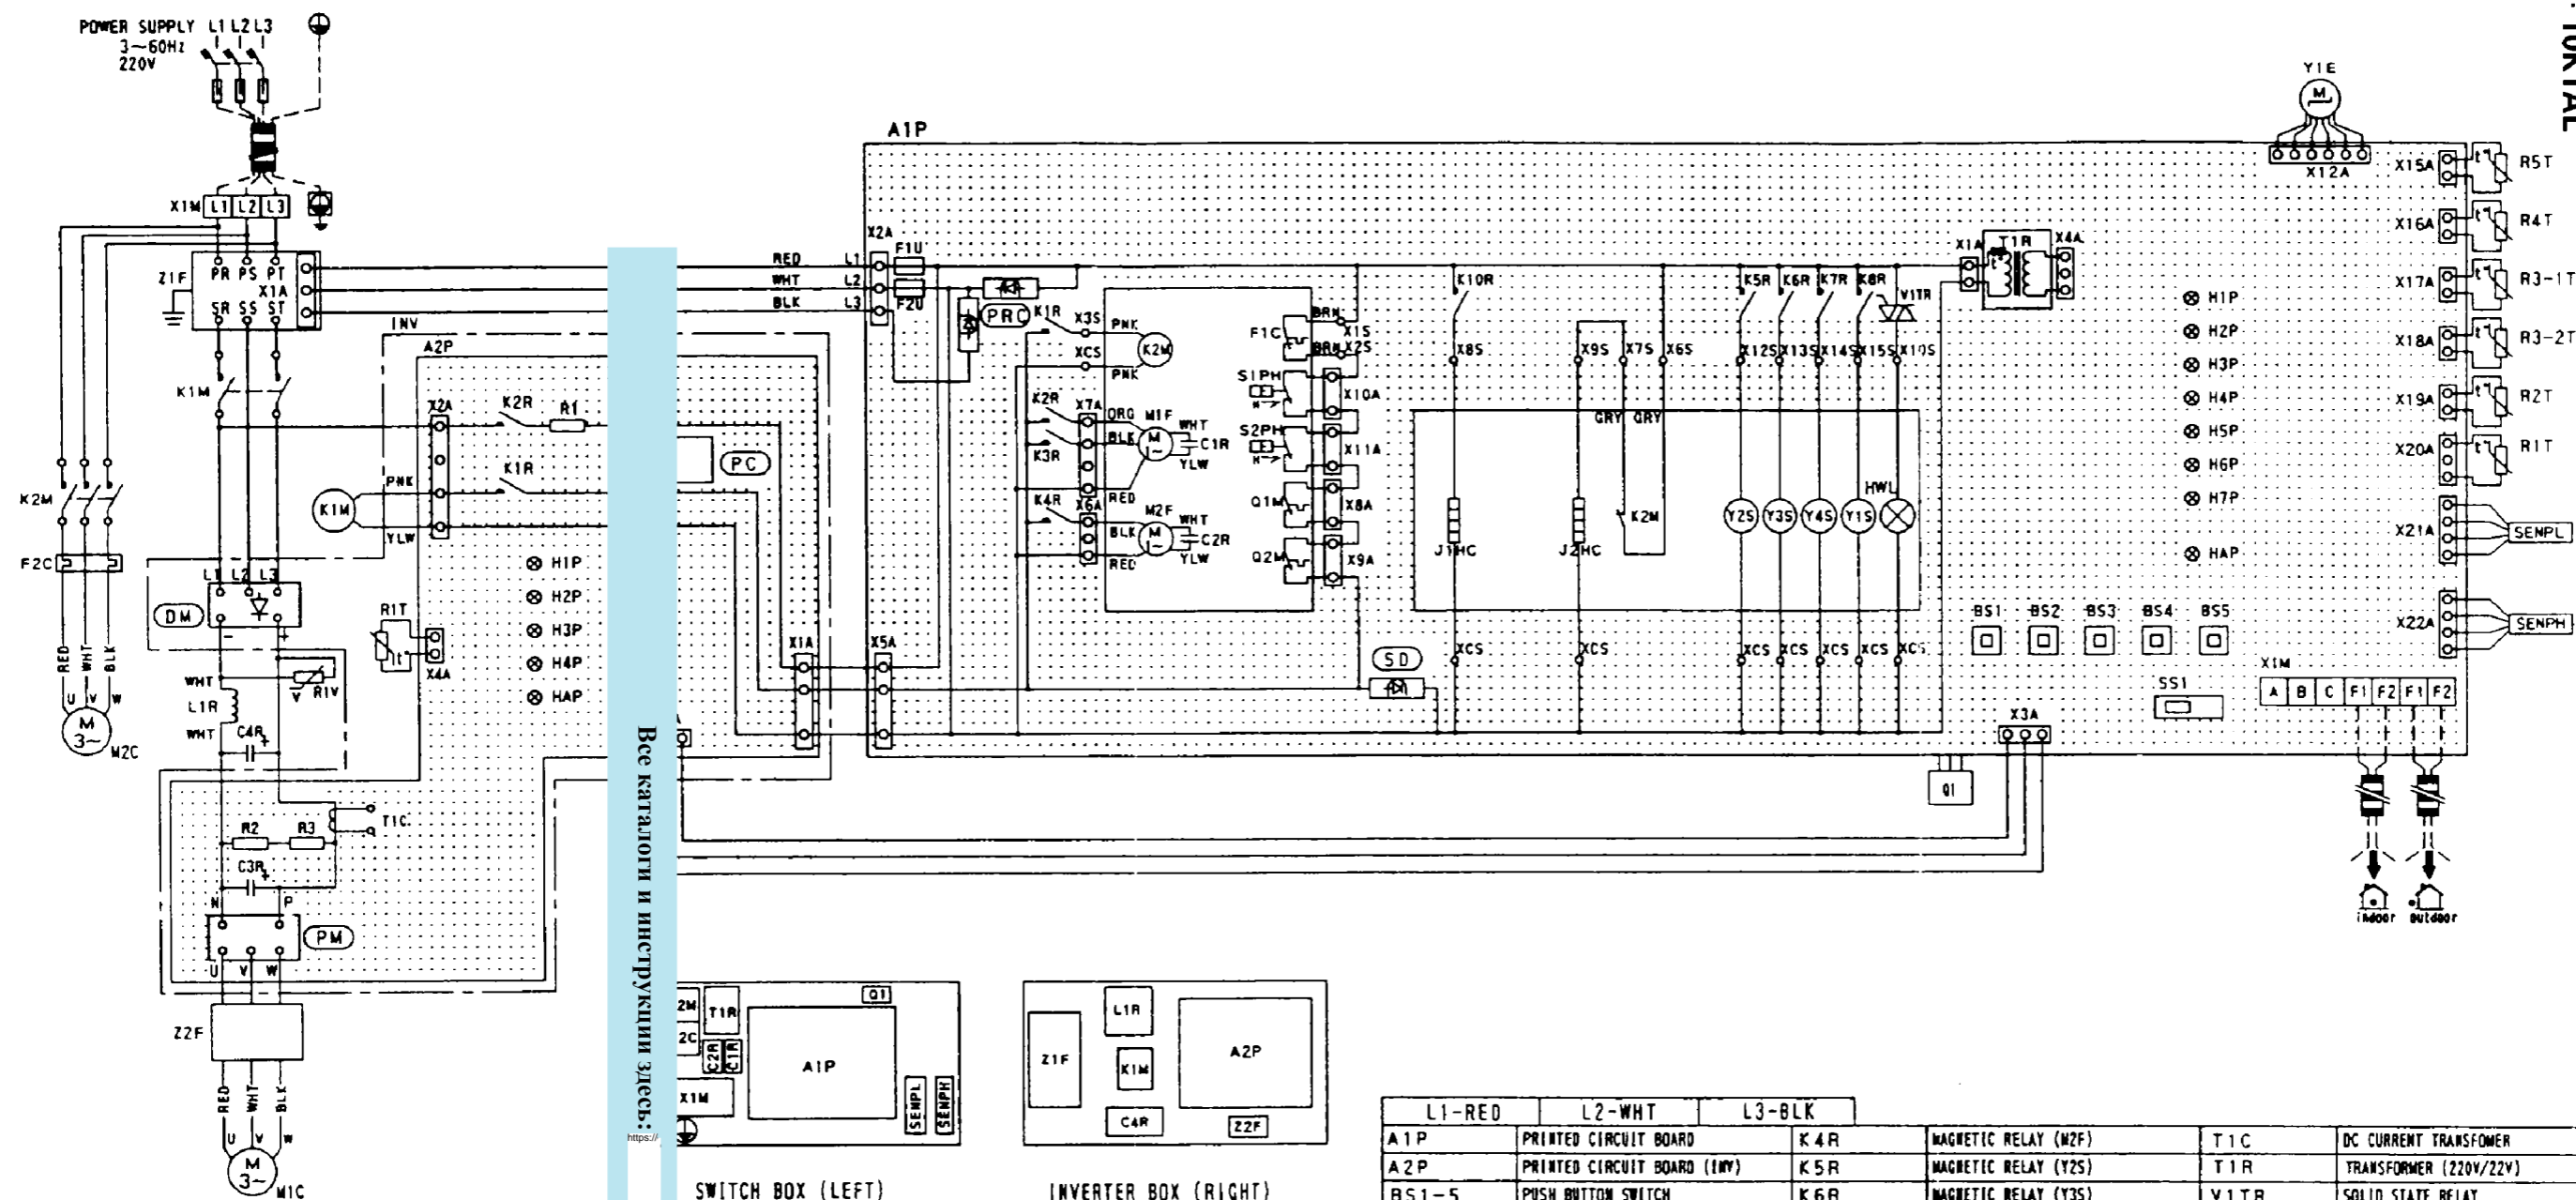 POWER SUPPLY L1 L2 L3
3~60Hz
220V
X1M L1 L2 L3
Z1F
PR PS PT
X1A
SR SS ST
INV
A2P
K1M
K2M
F2C
RED WHT BLK
U V W
M
3~
M2C
X2A
K2R
R1
PC
K1R
PNK
K1M
YLW
H1P
H2P
H3P
H4P
HAP
L1 L2 L3
DM
- +
R1T
t°
X4A
X1A
WHT
V
R1V
L1R
WHT
C4R
+
R2
R3
T1C
C3R
+
N P
PM
U V W
Z2F
RED WHT BLK
U V W
M
3~
M1C
Все каталоги и инструкции здесь:
https://
RED
WHT
BLK
A1P
X2A
L1
L2
L3
F1U
F2U
PRC
K1R
X3S
PNK
K2M
XCS
PNK
K2R
X7A
ORG
M1F
WHT
M
C1R
BLK
YLW
K3R
RED
K4R
X6A
M2F
WHT
BLK
M
C2R
YLW
RED
X5A
F1C
BRN
X1S
BRN
X2S
S1PH
X10A
S2PH
X11A
Q1M
X8A
Q2M
X9A
SD
K10R
X8S
J1HC
XCS
X9S X7S X6S
GRY GRY
K2M
J2HC
XCS
K5R K6R K7R K8R
V1TR
X12S X13S X14S X15S X10S
HWL
Y2S Y3S Y4S Y1S
XCS XCS XCS XCS XCS
X1A
T1R
X4A
t°
Y1E
M
X12A
H1P
H2P
H3P
H4P
H5P
H6P
H7P
HAP
X15A t° R5T
X16A t° R4T
X17A t° R3-1T
X18A t° R3-2T
X19A t° R2T
X20A t° R1T
X21A SENPL
X22A SENPH
BS1 BS2 BS3 BS4 BS5
SS1
X1M
A B C F1 F2 F1 F2
X3A
Q1
indoor outdoor
2M
T1R
Q1
2C
C2R
C1R
A1P
X1M
SENPL
SENPH
SWITCH BOX (LEFT)
Z1F
L1R
K1M
A2P
C4R
Z2F
INVERTER BOX (RIGHT)
L1-RED L2-WHT L3-BLK
A1P PRINTED CIRCUIT BOARD K4R MAGNETIC RELAY (M2F) T1C DC CURRENT TRANSFOMER
A2P PRINTED CIRCUIT BOARD (INV) K5R MAGNETIC RELAY (Y2S) T1R TRANSFORMER (220V/22V)
BS1-5 PUSH BUTTON SWITCH K6R MAGNETIC RELAY (Y3S) V1TR SOLID STATE RELAY